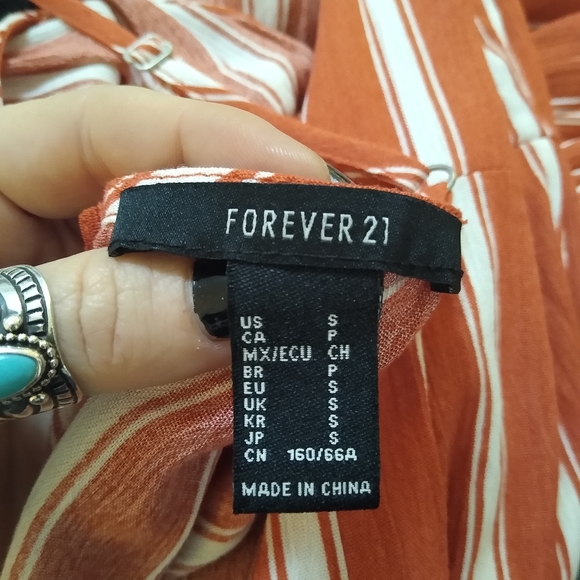 FOREVER 21
US S
CA P
MX/ECU CH
BR P
EU S
UK S
KR S
JP S
CN 160/66A
MADE IN CHINA